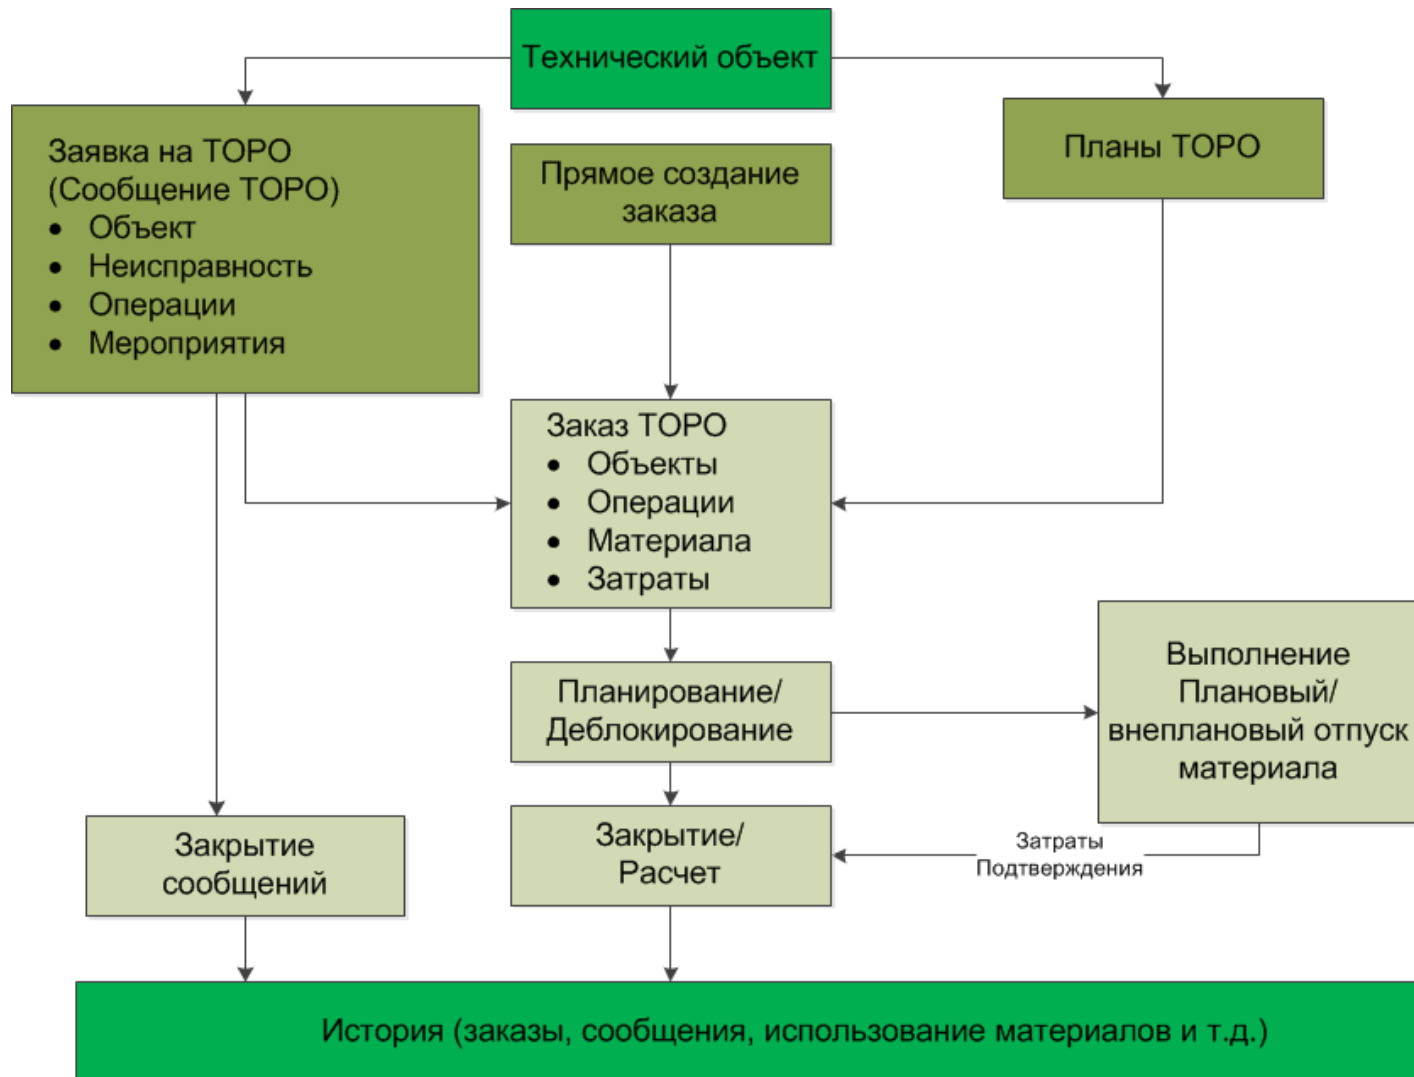 Технический объект
Заявка на ТОРО
(Сообщение ТОРО)
• Объект
• Неисправность
• Операции
• Мероприятия
Прямое создание
заказа
Планы ТОРО
Заказ ТОРО
• Объекты
• Операции
• Материала
• Затраты
Планирование/
Деблокирование
Выполнение
Плановый/
внеплановый отпуск
материала
Закрытие
сообщений
Закрытие/
Расчет
Затраты
Подтверждения
История (заказы, сообщения, использование материалов и т.д.)